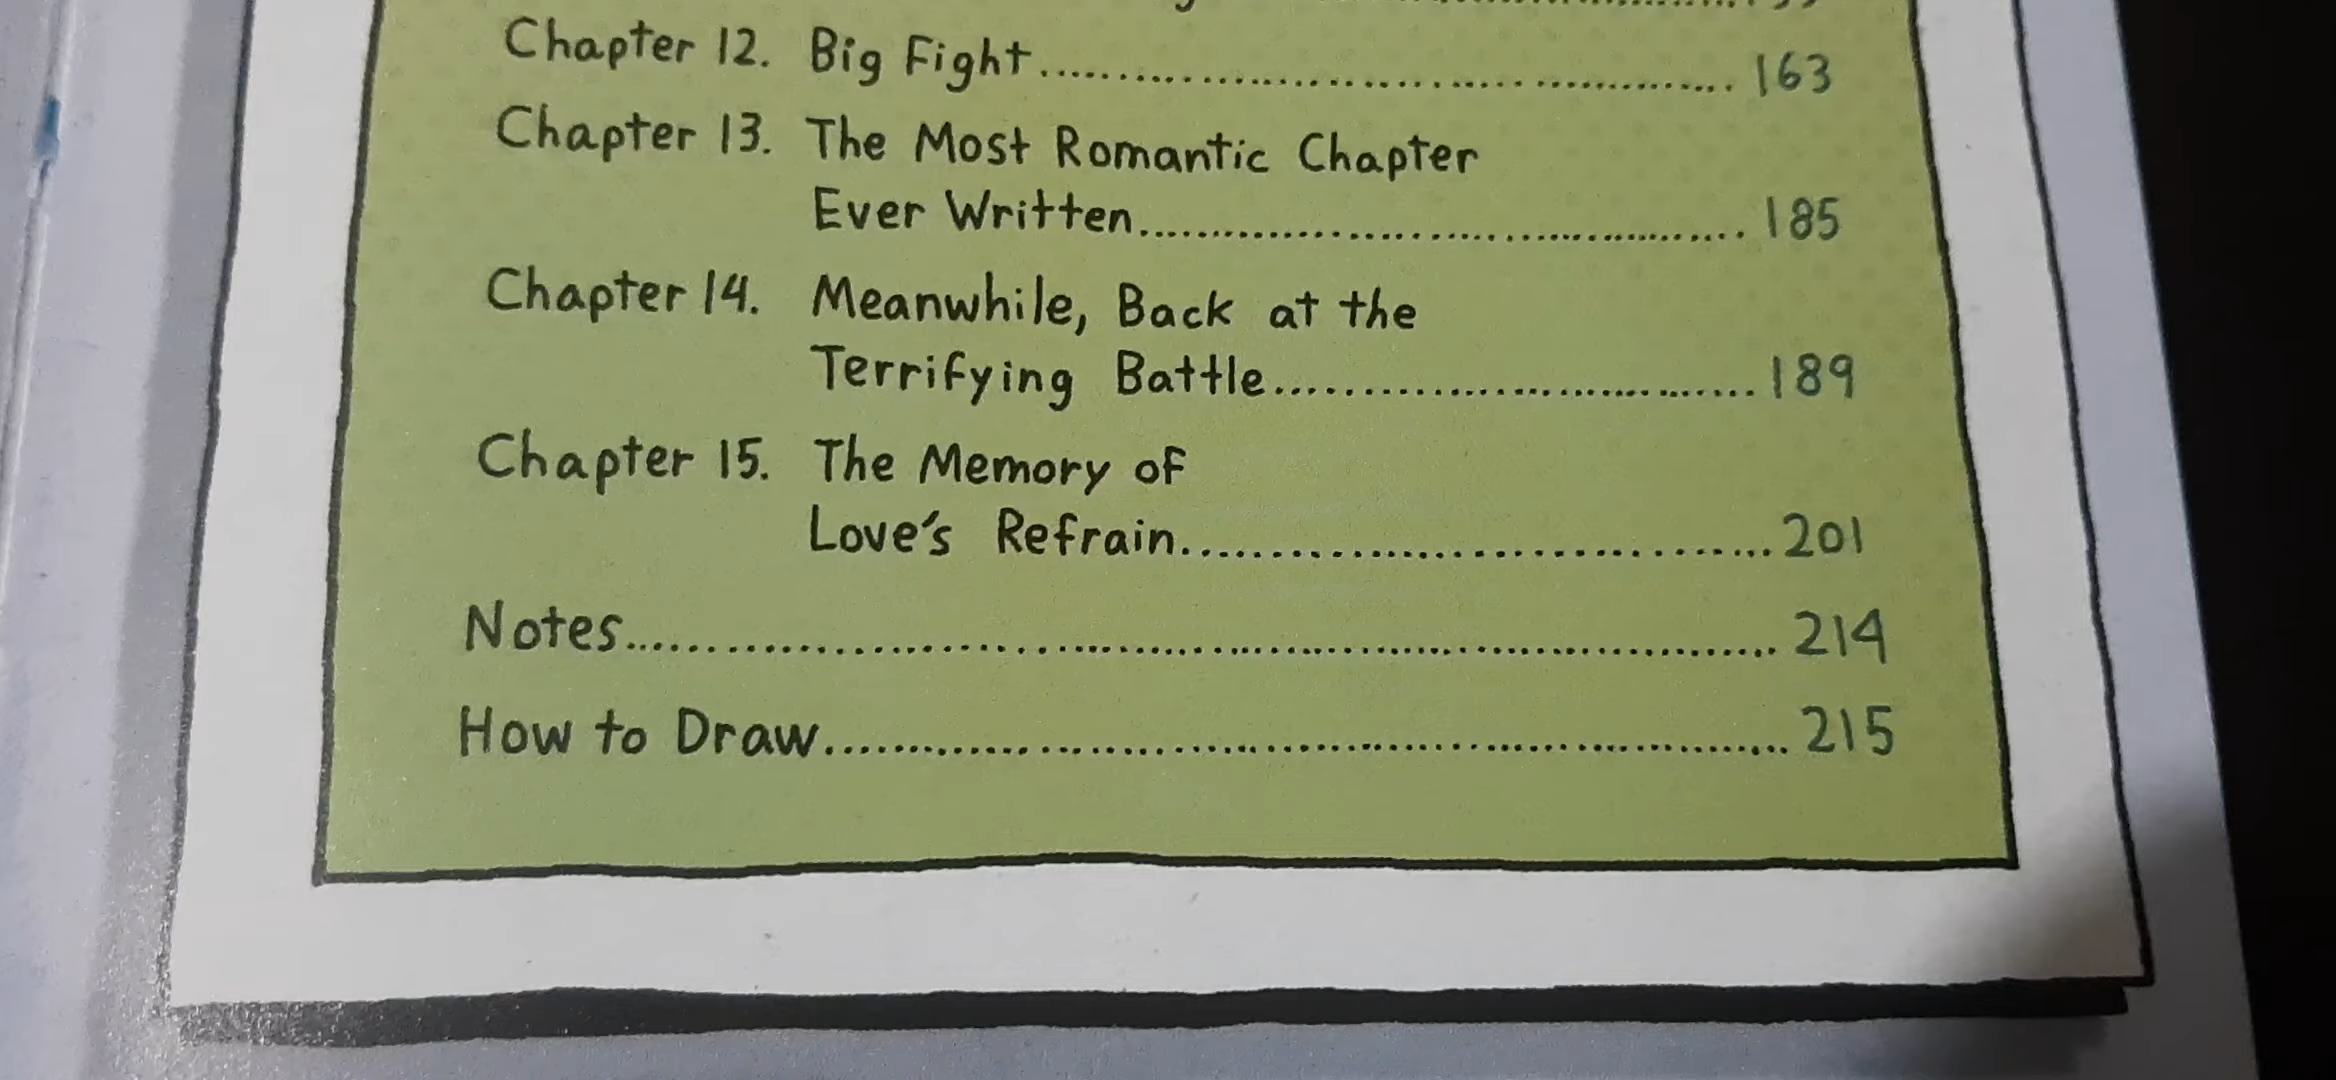 Chapter 12. Big Fight........................................163
Chapter 13. The Most Romantic Chapter
Ever Written........................................185
Chapter 14. Meanwhile, Back at the
Terrifying Battle........................................189
Chapter 15. The Memory of
Love's Refrain........................................201
Notes........................................214
How to Draw........................................215